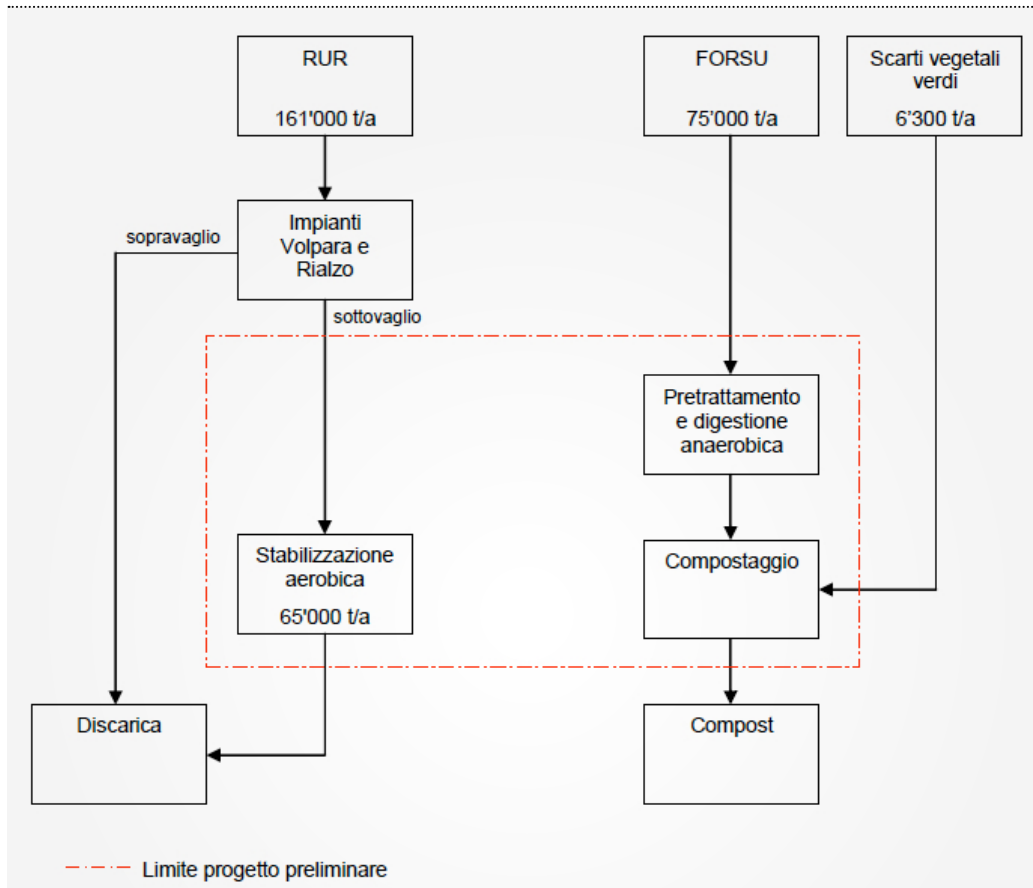 RUR
161'000 t/a
FORSU
75’000 t/a
Scarti vegetali
verdi
6’300 t/a
Impianti
Volpara e
Rialzo
sopravaglio
sottovaglio
Pretrattamento
e digestione
anaerobica
Stabilizzazione
aerobica
65'000 t/a
Compostaggio
Discarica
Compost
Limite progetto preliminare